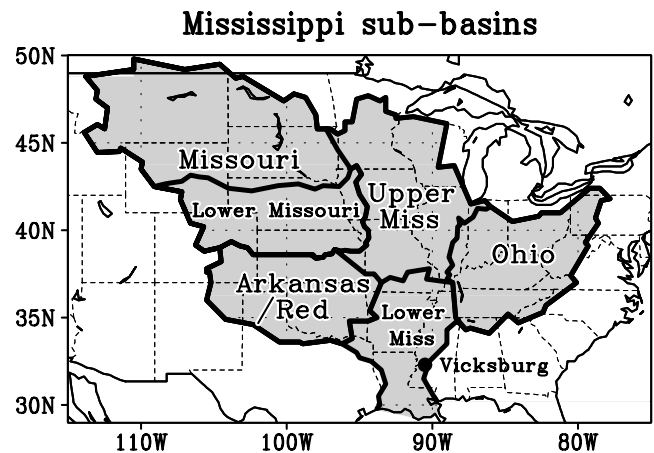 Mississippi sub-basins
50N
45N
40N
35N
30N
Missouri
Lower Missouri
Upper
Miss
Ohio
Arkansas
/Red
Lower
Miss
Vicksburg
110W
100W
90W
80W